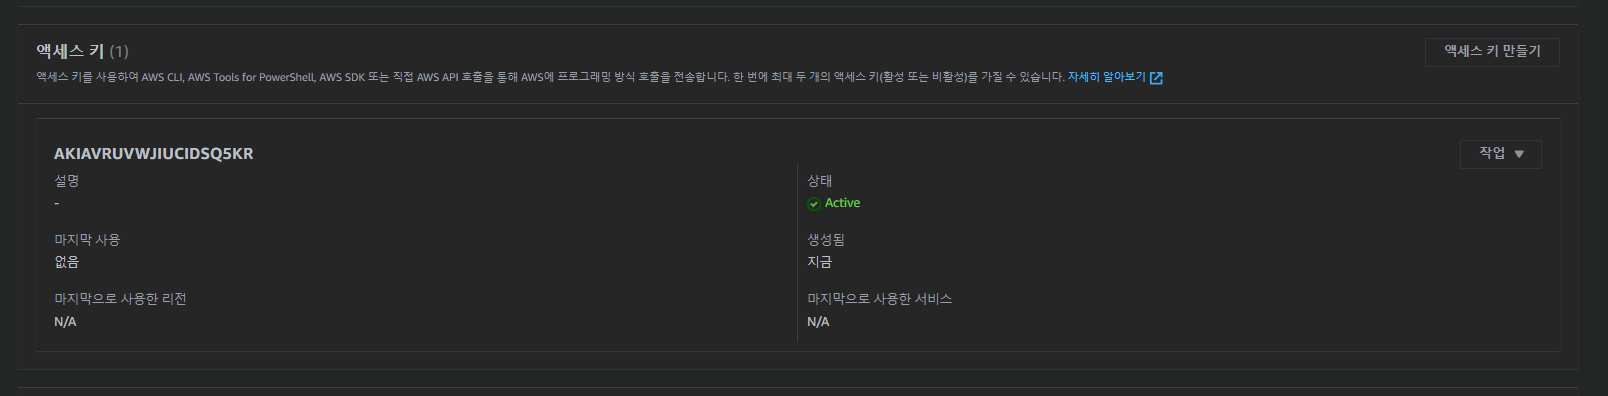 액세스 키 (1)
액세스 키 만들기
액세스 키를 사용하여 AWS CLI, AWS Tools for PowerShell, AWS SDK 또는 직접 AWS API 호출을 통해 AWS에 프로그래밍 방식 호출을 전송합니다. 한 번에 최대 두 개의 액세스 키(활성 또는 비활성)를 가질 수 있습니다. 자세히 알아보기
AKIAVRUVWJIUCIDSQ5KR
작업
설명
-
상태
Active
마지막 사용
없음
생성됨
지금
마지막으로 사용한 리전
N/A
마지막으로 사용한 서비스
N/A